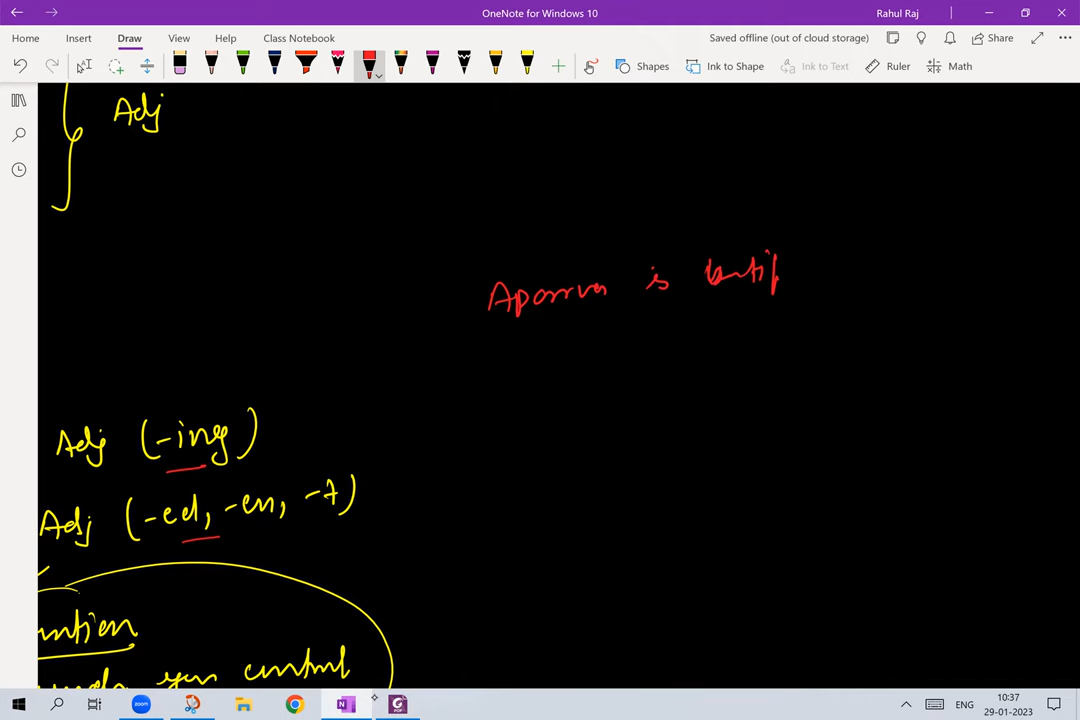 OneNote for Windows 10
Rahul Raj
Home Insert Draw View Help Class Notebook
Saved offline (out of cloud storage)
Share
Shapes
Ink to Shape
Ink to Text
Ruler
Math
Adj
is
Adj (-ing)
Adj (-ed, -en, -t)
control
ENG
10:37
29-01-2023